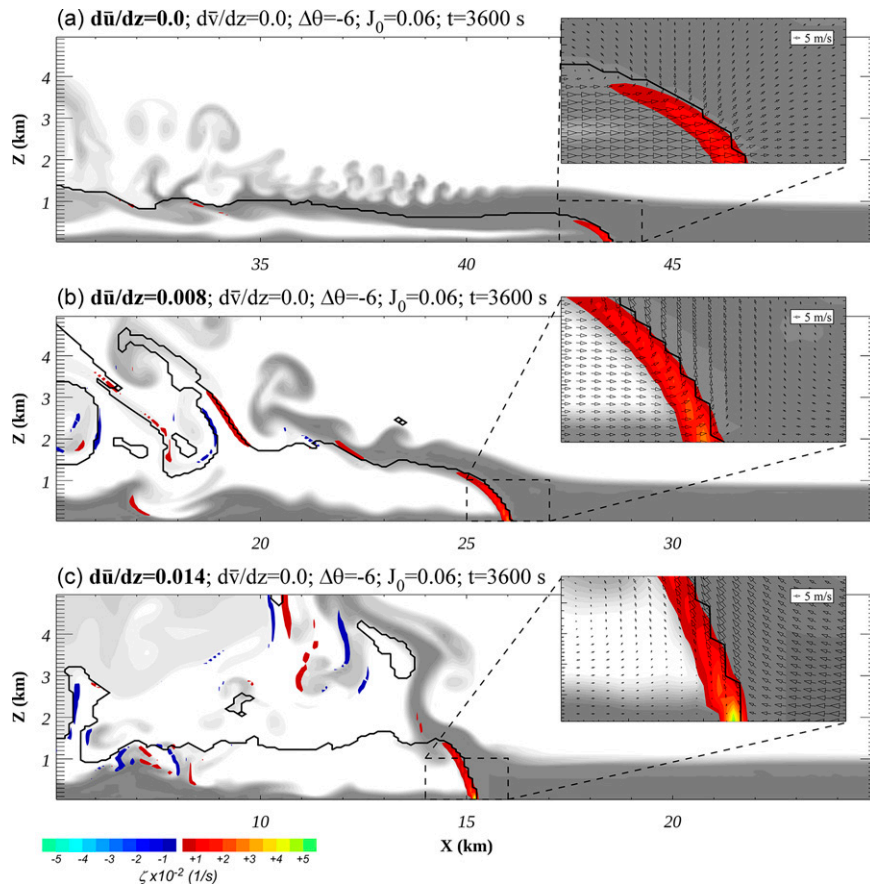 (a) dū/dz=0.0; dv̄/dz=0.0; Δθ=-6; J₀=0.06; t=3600 s
5 m/s
Z (km)
4
3
2
1
35
40
45
(b) dū/dz=0.008; dv̄/dz=0.0; Δθ=-6; J₀=0.06; t=3600 s
5 m/s
Z (km)
4
3
2
1
20
25
30
(c) dū/dz=0.014; dv̄/dz=0.0; Δθ=-6; J₀=0.06; t=3600 s
5 m/s
Z (km)
4
3
2
1
10
15
20
X (km)
-5 -4 -3 -2 -1 +1 +2 +3 +4 +5
ζ x10⁻² (1/s)